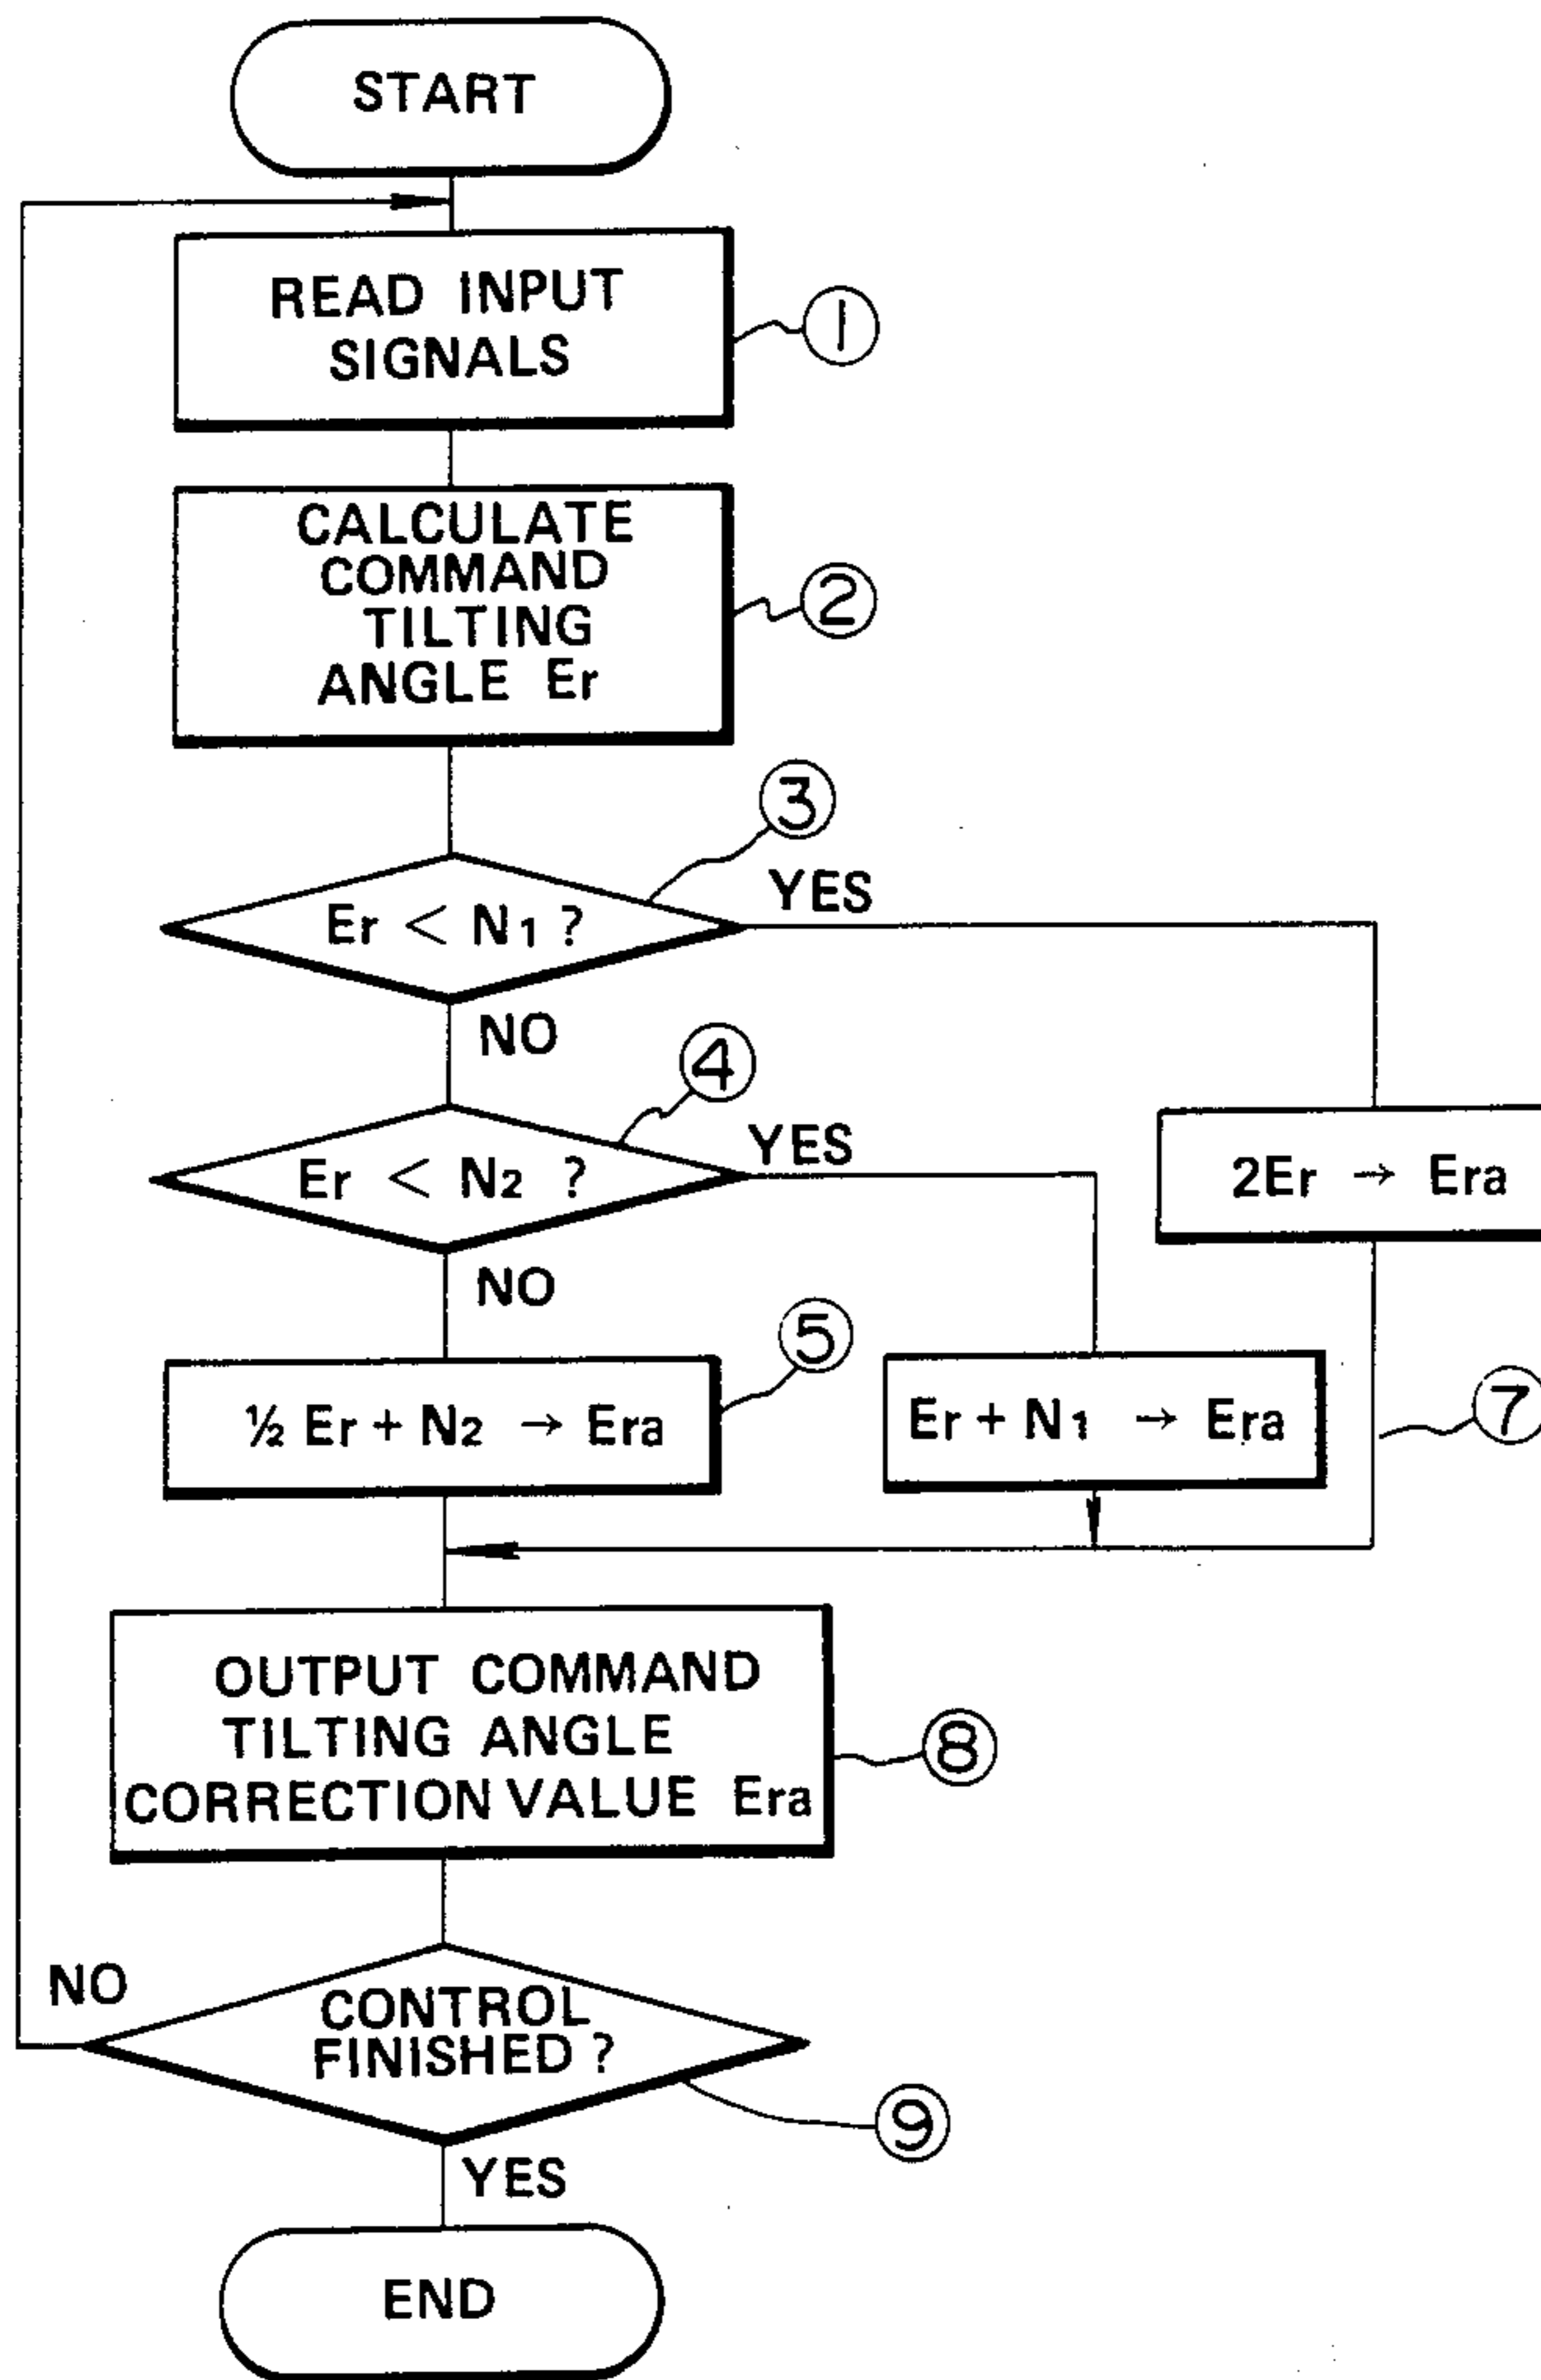 START
READ INPUT
SIGNALS
①
CALCULATE
COMMAND
TILTING
ANGLE Er
②
③
Er < N1 ?
YES
NO
④
Er < N2 ?
YES
2Er → Era
NO
⑤
½ Er + N2 → Era
Er + N1 → Era
⑦
OUTPUT COMMAND
TILTING ANGLE
CORRECTION VALUE Era
⑧
NO
CONTROL
FINISHED ?
⑨
YES
END